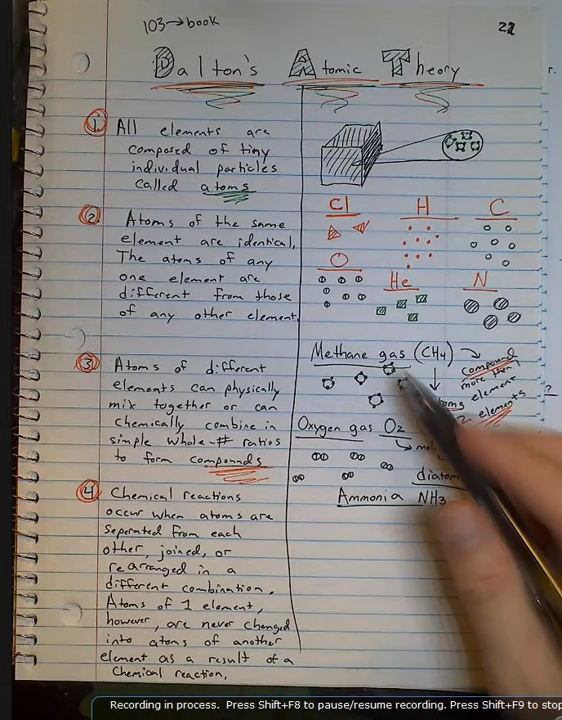 103→book
22
Dalton's Atomic Theory
① All elements are
composed of tiny
individual particles
called atoms
② Atoms of the same
element are identical.
The atoms of any
one element are
different from those
of any other element
③ Atoms of different
elements can physically
mix together or can
chemically combine in
simple whole-# ratios
to form compounds
④ Chemical reactions
occur when atoms are
separated from each
other, joined, or
rearranged in a
different combination.
Atoms of 1 element,
however, are never changed
into atoms of another
element as a result of a
chemical reaction.
Cl H C
O He N
Methane gas (CH4)
compound
more than
element
2 elements
Oxygen gas O2
Ammonia NH3
Recording in process. Press Shift+F8 to pause/resume recording. Press Shift+F9 to stop